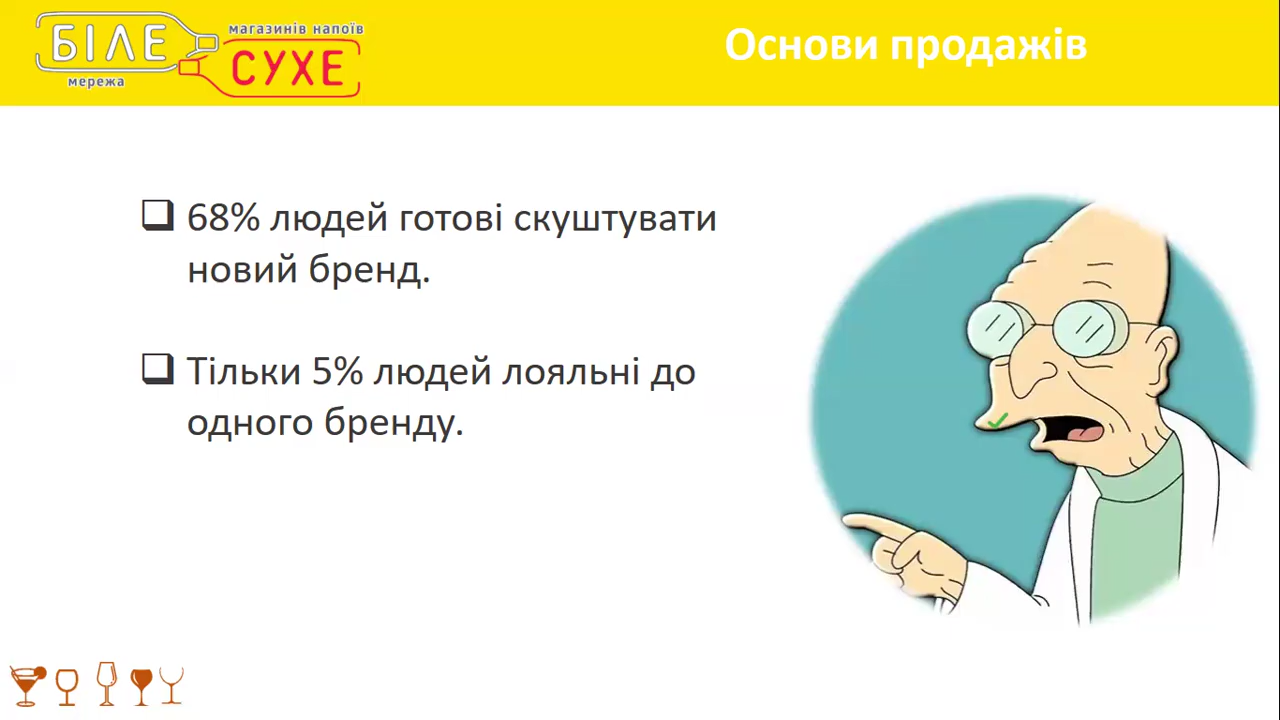 БІЛЕ
мережа
магазинів напоїв
СУХЕ
Основи продажів
68% людей готові скуштувати
новий бренд.
Тільки 5% людей лояльні до
одного бренду.